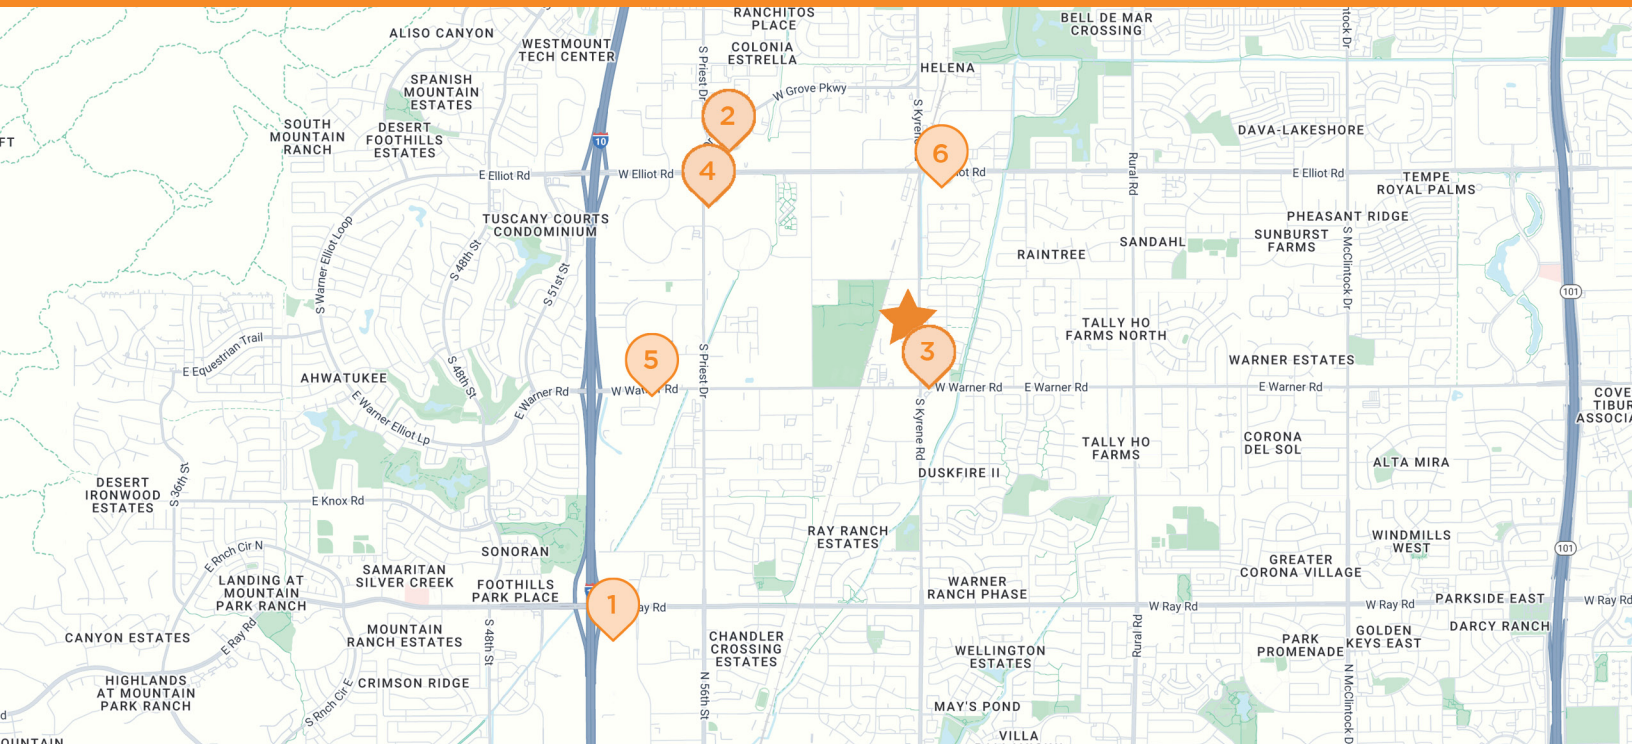 RANCHITOS
PLACE
BELL DE MAR
CROSSING
ALISO CANYON
WESTMOUNT
TECH CENTER
COLONIA
ESTRELLA
S Priest Dr
HELENA
SPANISH
MOUNTAIN
ESTATES
W Grove Pkwy
2
SOUTH
MOUNTAIN
RANCH
DESERT
FOOTHILLS
ESTATES
10
DAVA-LAKESHORE
6
4
E Elliot Rd
W Elliot Rd
Rural Rd
E Elliot Rd
TEMPE
ROYAL PALMS
TUSCANY COURTS
CONDOMINIUM
PHEASANT RIDGE
SUNBURST
FARMS
SANDAHL
RAINTREE
S Warner Elliot Loop
S 48th St
S 51st St
S McClintock Dr
101
TALLY HO
FARMS NORTH
3
5
WARNER ESTATES
E Equestrian Trail
AHWATUKEE
S 48th St
S Priest Dr
E Warner Rd
W Warner Rd
E Warner Rd
E Warner Rd
COVE
TIBUR
E Warner Elliot Lp
S Kyrene Rd
TALLY HO
FARMS
CORONA
DEL SOL
DUSKFIRE II
ALTA MIRA
S 36th St
DESERT
IRONWOOD
ESTATES
E Knox Rd
RAY RANCH
ESTATES
WINDMILLS
WEST
101
E Rnch Cir N
SONORAN
GREATER
CORONA VILLAGE
SAMARITAN
SILVER CREEK
LANDING AT
MOUNTAIN
PARK RANCH
FOOTHILLS
PARK PLACE
WARNER
RANCH PHASE
1
ay Rd
W Ray Rd
W Ray Rd
PARKSIDE EAST
W Ray Rd
CANYON ESTATES
E Ray Rd
MOUNTAIN
RANCH ESTATES
S 48th St
CHANDLER
CROSSING
ESTATES
Rural Rd
WELLINGTON
ESTATES
PARK
PROMENADE
GOLDEN
KEYS EAST
DARCY RANCH
HIGHLANDS
AT MOUNTAIN
PARK RANCH
CRIMSON RIDGE
S Rnch Cir E
N 56th St
MAY'S POND
N McClintock D
VILLA